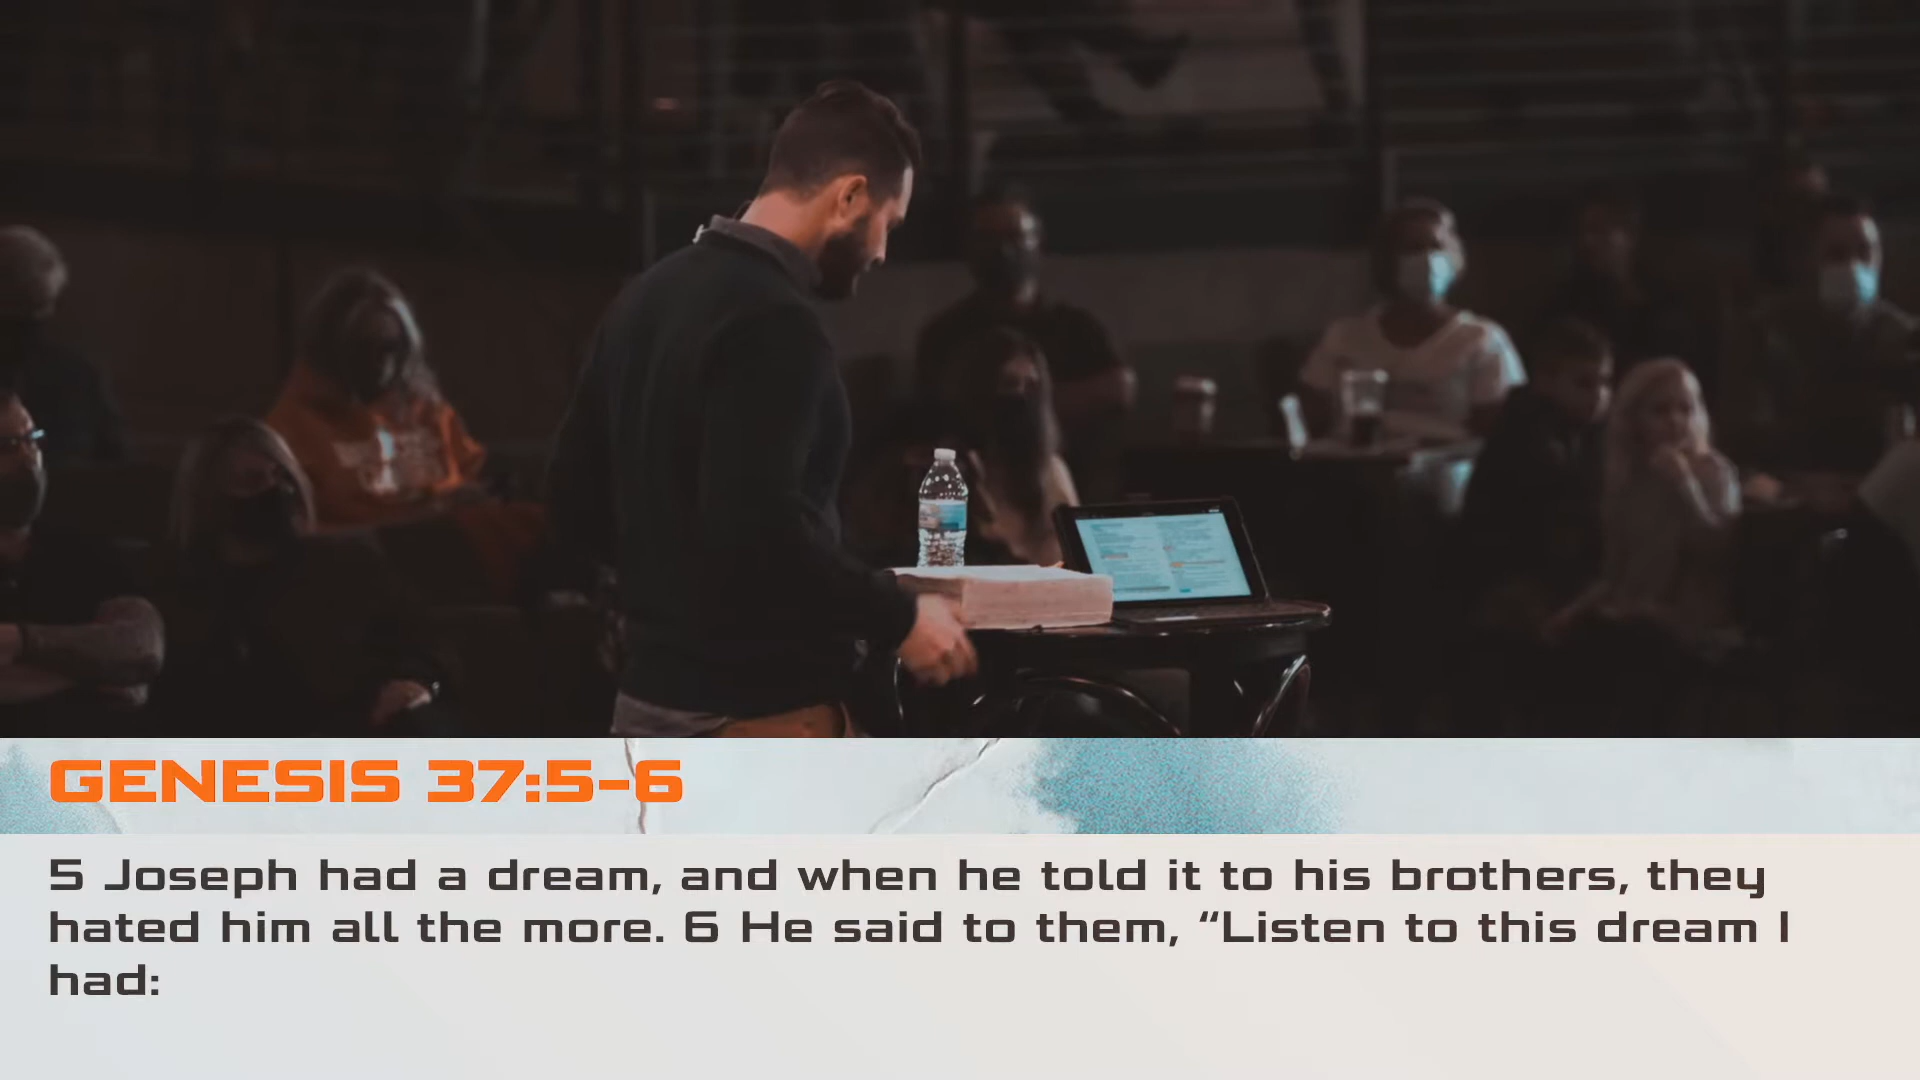 GENESIS 37:5-6
5 Joseph had a dream, and when he told it to his brothers, they
hated him all the more. 6 He said to them, “Listen to this dream I
had: